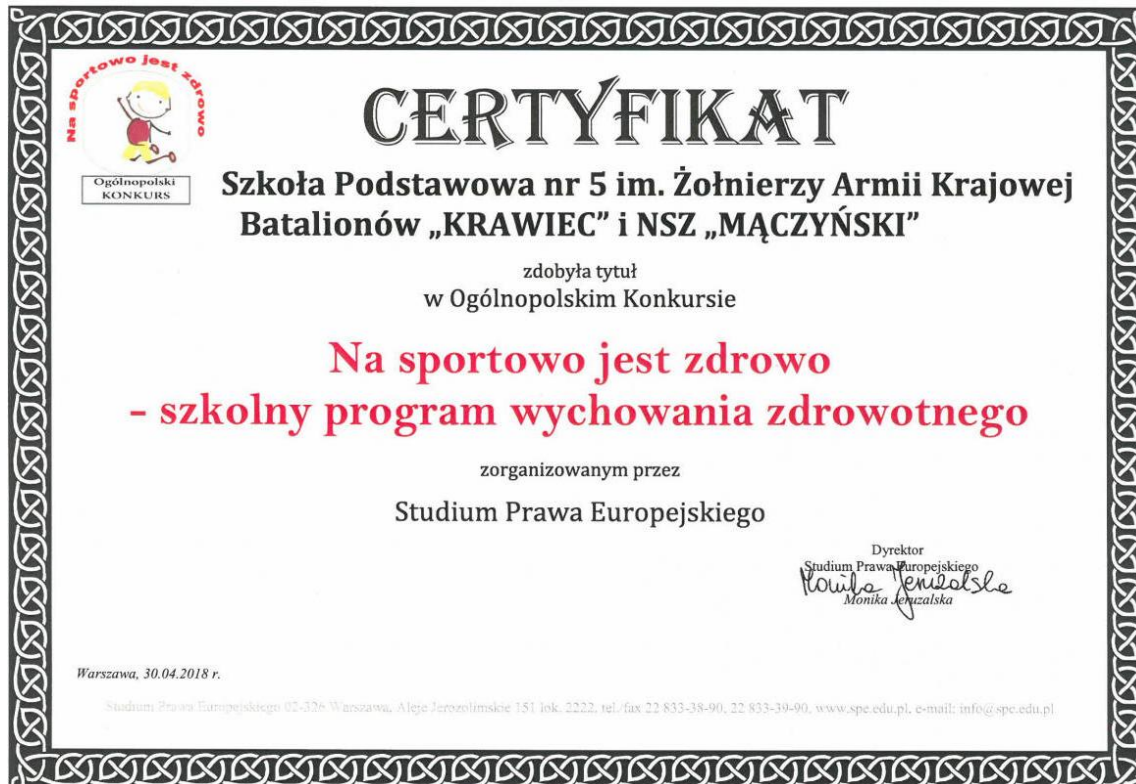 Na sportowo jest zdrowo
Ogólnopolski
KONKURS
CERTYFIKAT
Szkoła Podstawowa nr 5 im. Żołnierzy Armii Krajowej
Batalionów „KRAWIEC” i NSZ „MĄCZYŃSKI”
zdobyła tytuł
w Ogólnopolskim Konkursie
Na sportowo jest zdrowo
- szkolny program wychowania zdrowotnego
zorganizowanym przez
Studium Prawa Europejskiego
Dyrektor
Studium Prawa Europejskiego
Monika Jeruzalska
Monika Jeruzalska
Warszawa, 30.04.2018 r.
Studium Prawa Europejskiego 02-326 Warszawa, Aleje Jerozolimskie 151 lok. 2222, tel./fax 22 833-38-90, 22 833-39-90, www.spe.edu.pl, e-mail: info@spe.edu.pl